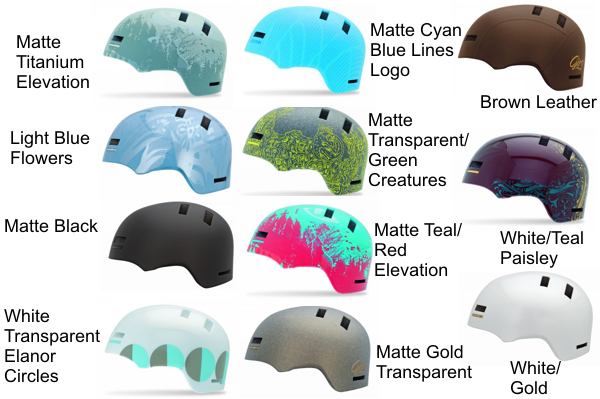 Matte
Titanium
Elevation
Matte Cyan
Blue Lines
Logo
Brown Leather
Light Blue
Flowers
Matte
Transparent/
Green
Creatures
Matte Black
Matte Teal/
Red
Elevation
White/Teal
Paisley
White
Transparent
Elanor
Circles
Matte Gold
Transparent
White/
Gold